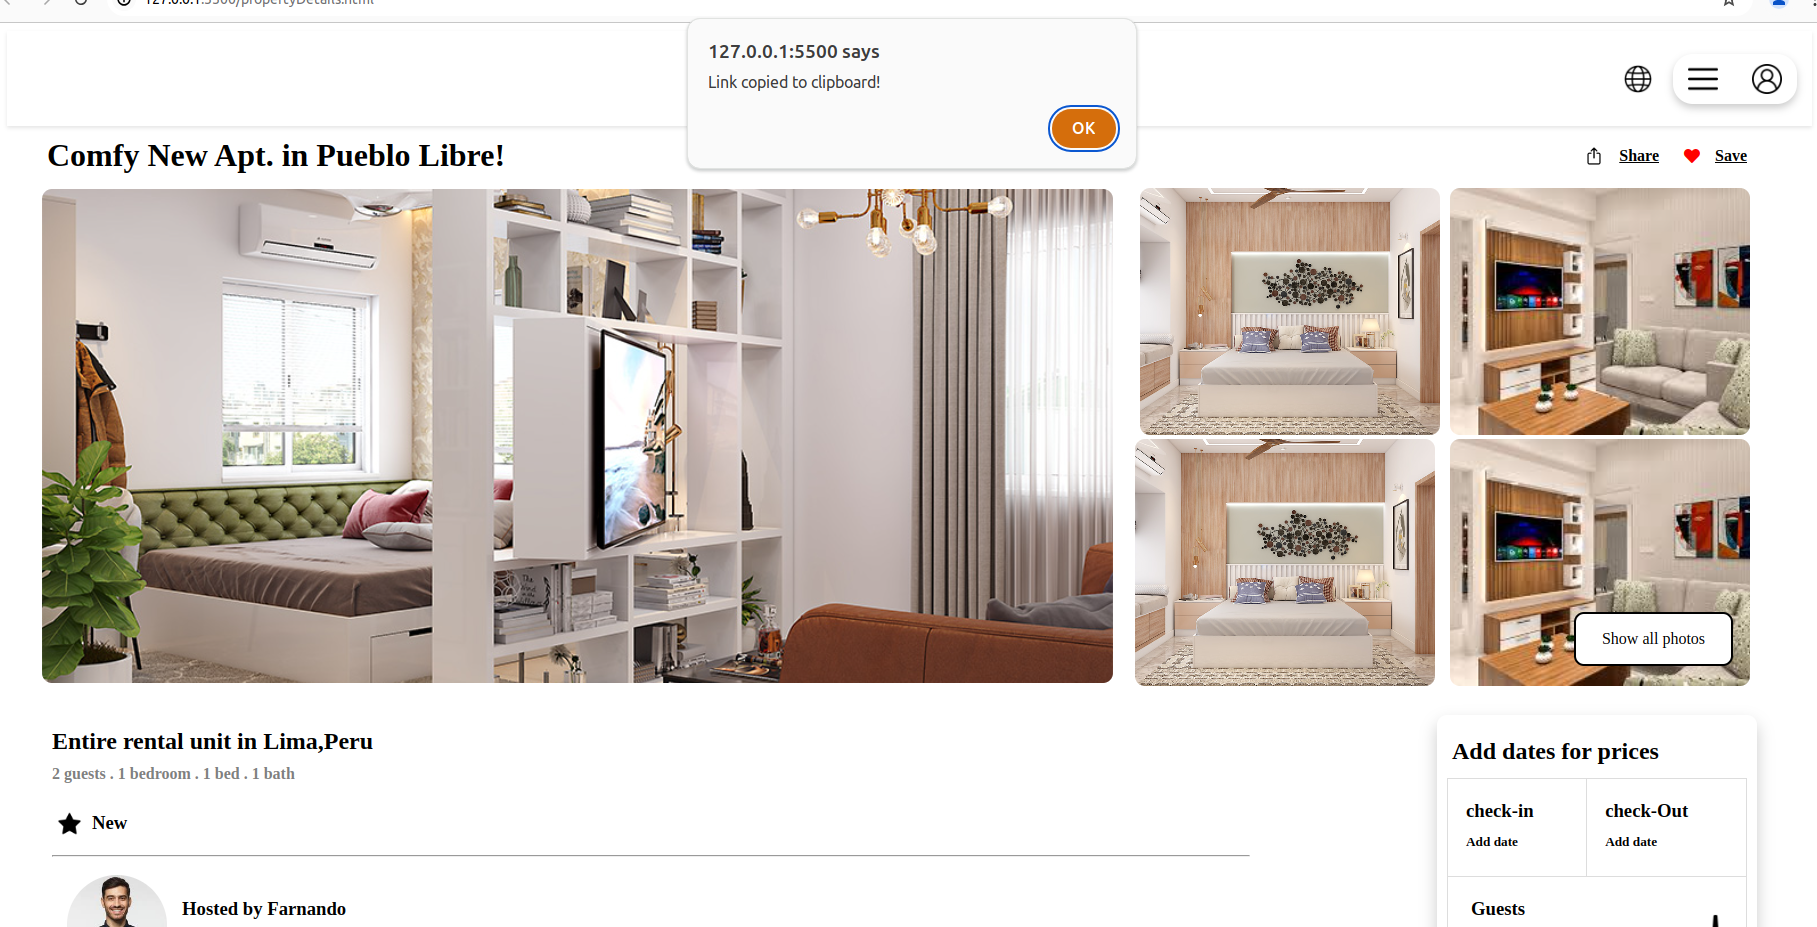 127.0.0.1:5500/propertyDetails.html
127.0.0.1:5500 says
Link copied to clipboard!
OK
Comfy New Apt. in Pueblo Libre!
Share Save
Show all photos
Entire rental unit in Lima,Peru
2 guests . 1 bedroom . 1 bed . 1 bath
New
Hosted by Farnando
Add dates for prices
check-in check-Out
Add date Add date
Guests